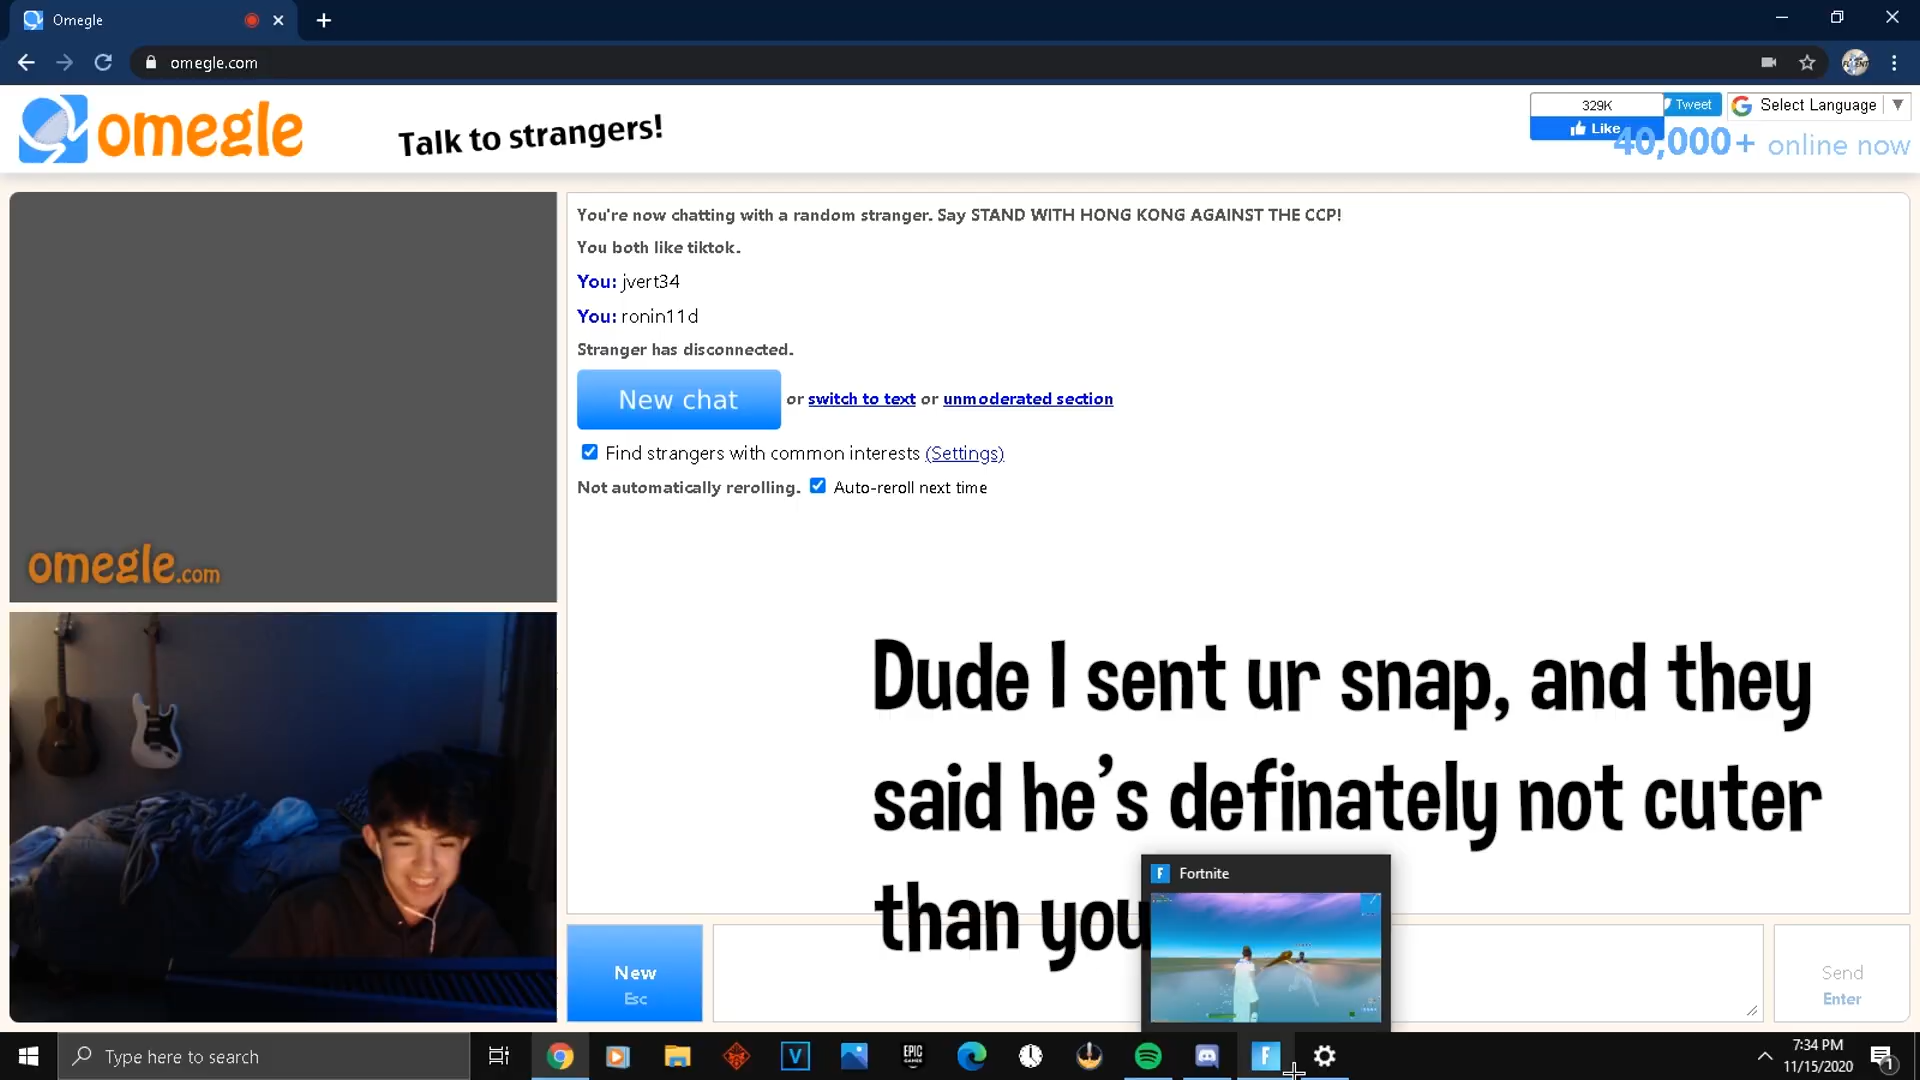 Omegle
omegle.com
omegle
Talk to strangers!
329K
Tweet
Like
Select Language
40,000+ online now
You're now chatting with a random stranger. Say STAND WITH HONG KONG AGAINST THE CCP!
You both like tiktok.
You: jvert34
You: ronin11d
Stranger has disconnected.
New chat or switch to text or unmoderated section
Find strangers with common interests (Settings)
Not automatically rerolling. Auto-reroll next time
omegle.com
Dude I sent ur snap, and they
said he's definately not cuter
than you
Fortnite
New
Esc
Send
Enter
Type here to search
V
EPIC
GAMES
F
7:34 PM
11/15/2020
1